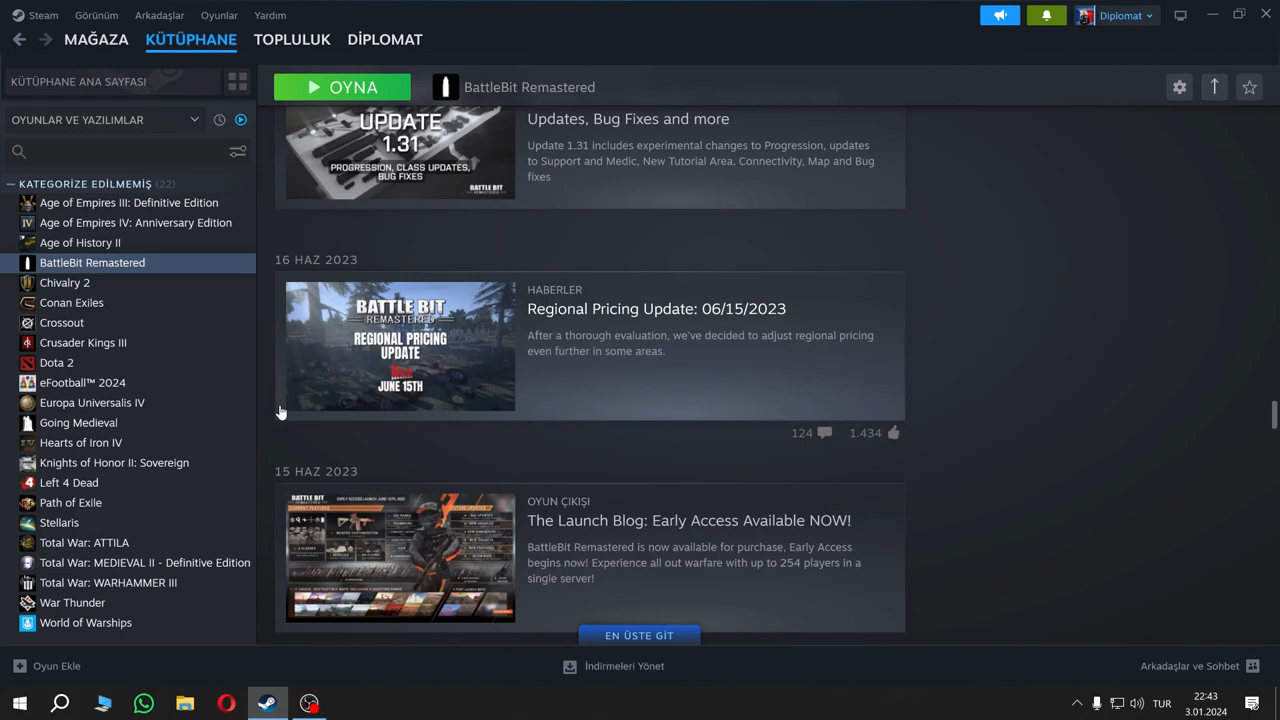 Steam Görünüm Arkadaşlar Oyunlar Yardım
Diplomat
MAĞAZA KÜTÜPHANE TOPLULUK DİPLOMAT
KÜTÜPHANE ANA SAYFASI
OYUNLAR VE YAZILIMLAR
KATEGORİZE EDİLMEMİŞ (22)
Age of Empires III: Definitive Edition
Age of Empires IV: Anniversary Edition
Age of History II
BattleBit Remastered
Chivalry 2
Conan Exiles
Crossout
Crusader Kings III
Dota 2
eFootball™ 2024
Europa Universalis IV
Going Medieval
Hearts of Iron IV
Knights of Honor II: Sovereign
Left 4 Dead
Path of Exile
Stellaris
Total War: ATTILA
Total War: MEDIEVAL II - Definitive Edition
Total War: WARHAMMER III
War Thunder
World of Warships
OYNA
BattleBit Remastered
UPDATE
1.31
PROGRESSION, CLASS UPDATES,
BUG FIXES
BATTLE BIT
REMASTERED
Updates, Bug Fixes and more
Update 1.31 includes experimental changes to Progression, updates
to Support and Medic, New Tutorial Area, Connectivity, Map and Bug
fixes
16 HAZ 2023
BATTLE BIT
REMASTERED
REGIONAL PRICING
UPDATE
JUNE 15TH
HABERLER
Regional Pricing Update: 06/15/2023
After a thorough evaluation, we've decided to adjust regional pricing
even further in some areas.
124 1.434
15 HAZ 2023
BATTLE BIT
OYUN ÇIKIŞI
The Launch Blog: Early Access Available NOW!
BattleBit Remastered is now available for purchase, Early Access
begins now! Experience all out warfare with up to 254 players in a
single server!
EN ÜSTE GİT
Oyun Ekle
İndirmeleri Yönet
Arkadaşlar ve Sohbet
TUR
22:43
3.01.2024